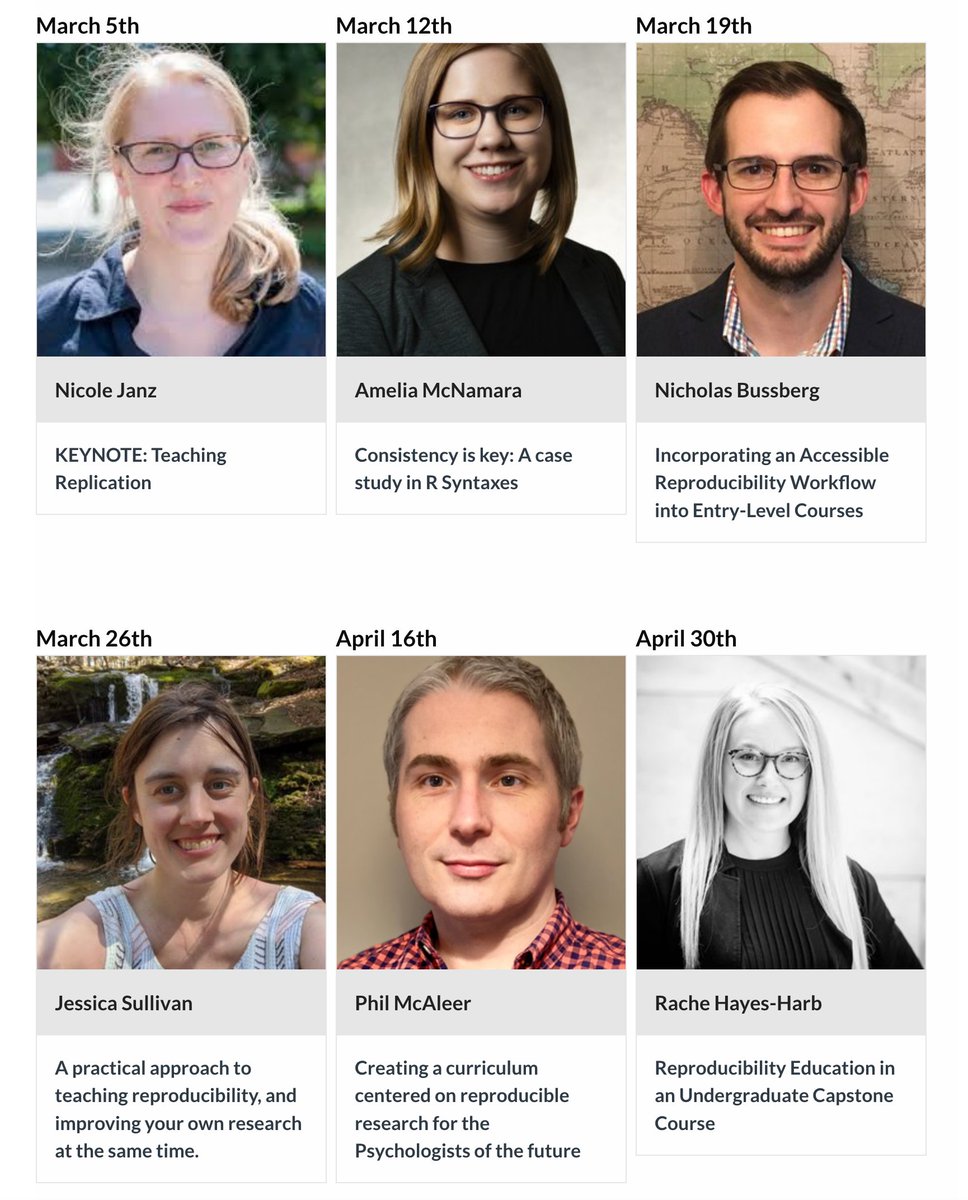 March 5th
March 12th
March 19th
Nicole Janz
Amelia McNamara
Nicholas Bussberg
KEYNOTE: Teaching
Replication
Consistency is key: A case
study in R Syntaxes
Incorporating an Accessible
Reproducibility Workflow
into Entry-Level Courses
March 26th
April 16th
April 30th
Jessica Sullivan
Phil McAleer
Rache Hayes-Harb
A practical approach to
teaching reproducibility, and
improving your own research
at the same time.
Creating a curriculum
centered on reproducible
research for the
Psychologists of the future
Reproducibility Education in
an Undergraduate Capstone
Course